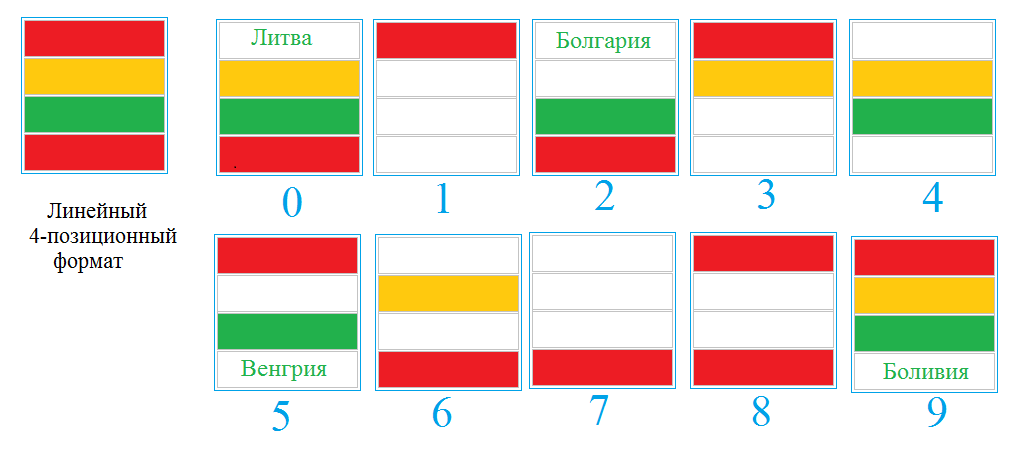 Литва
Болгария
0 1 2 3 4
Линейный
4-позиционный
формат
Венгрия
Боливия
5 6 7 8 9